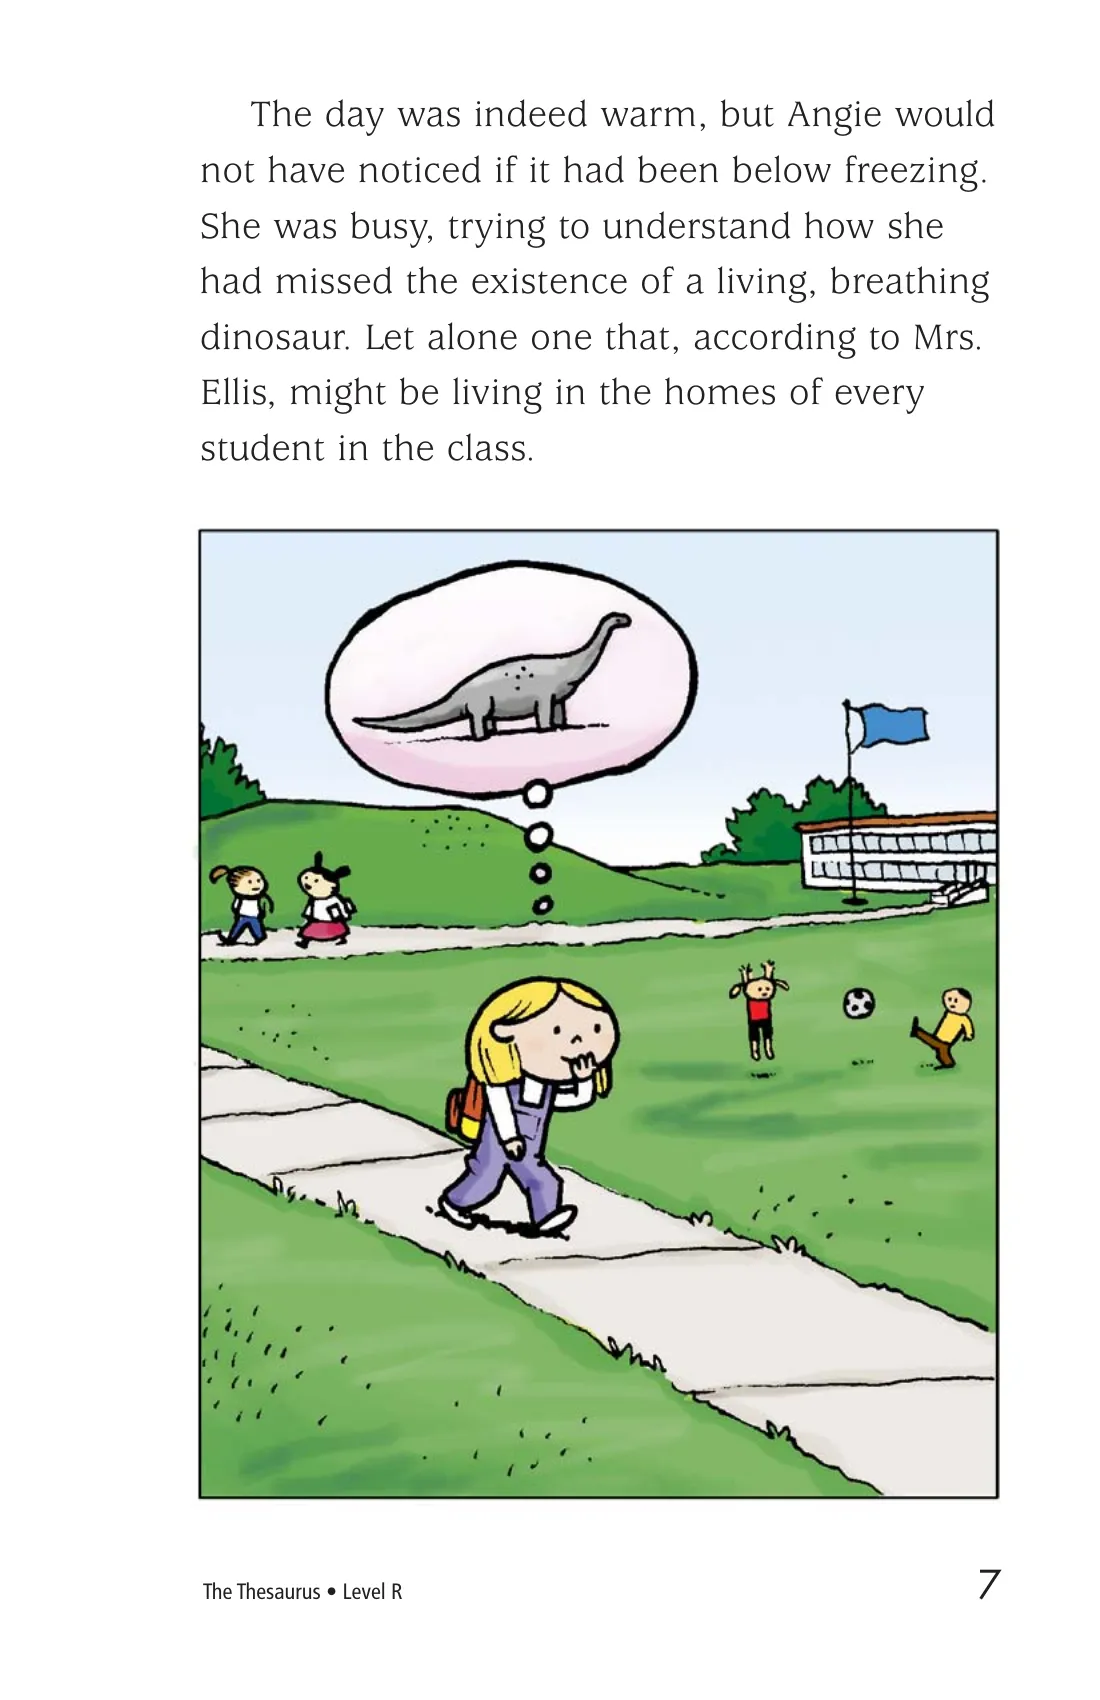 The day was indeed warm, but Angie would
not have noticed if it had been below freezing.
She was busy, trying to understand how she
had missed the existence of a living, breathing
dinosaur. Let alone one that, according to Mrs.
Ellis, might be living in the homes of every
student in the class.
The Thesaurus • Level R
7